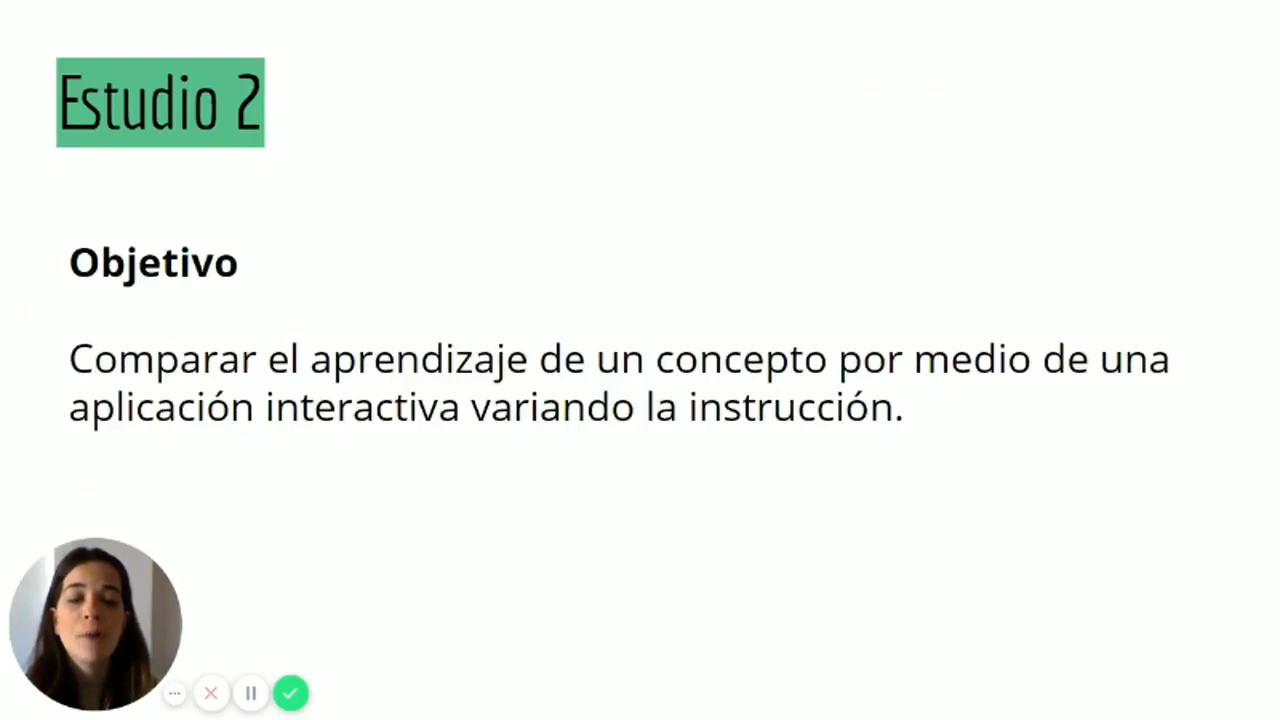 Estudio 2
Objetivo
Comparar el aprendizaje de un concepto por medio de una
aplicación interactiva variando la instrucción.